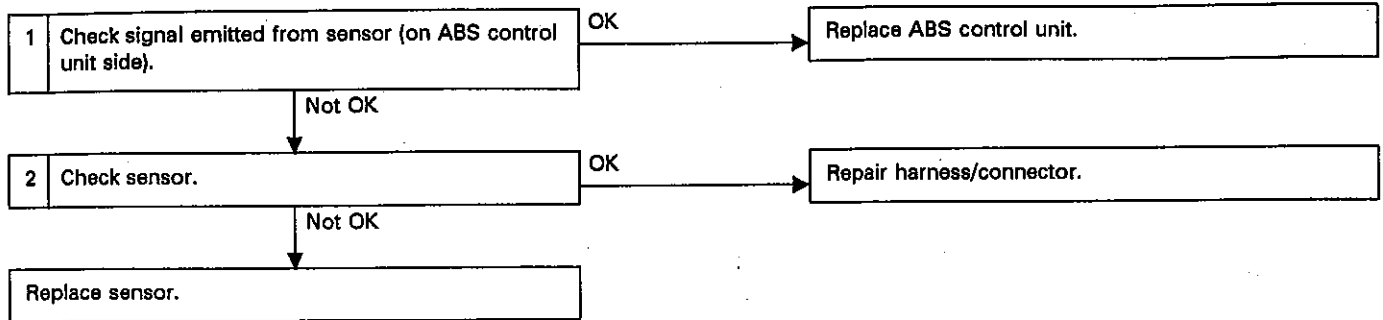 1 Check signal emitted from sensor (on ABS control
unit side).
OK
Replace ABS control unit.
Not OK
2 Check sensor.
OK
Repair harness/connector.
Not OK
Replace sensor.